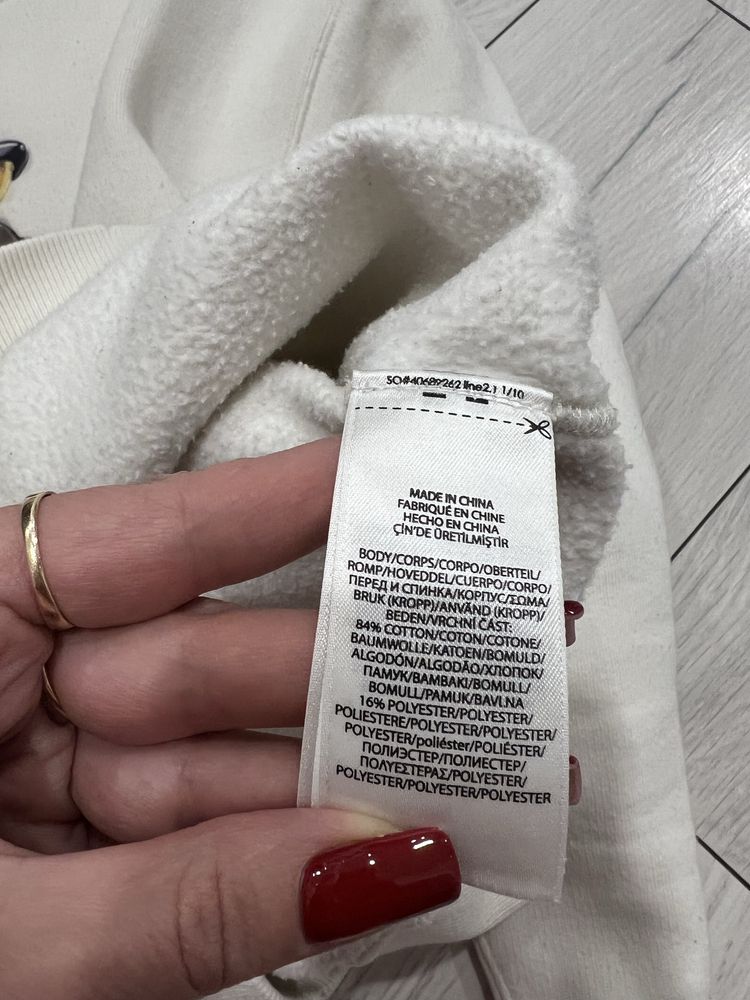 SO#40689262 line2.1 1/10
MADE IN CHINA
FABRIQUÉ EN CHINE
HECHO EN CHINA
ÇİN'DE ÜRETİLMİŞTİR
BODY/CORPS/CORPO/OBERTEIL/
ROMP/HOVEDDEL/CUERPO/CORPO/
ПЕРЕД И СПИНКА/КОРПУС/ΣΩΜΑ/
BRUK (KROPP)/ANVÄND (KROPP)/
BEDEN/VRCHNÍ ČÁST:
84% COTTON/COTON/COTONE/
BAUMWOLLE/KATOEN/BOMULD/
ALGODÓN/ALGODÃO/ХЛОПОК/
ПАМУК/ΒΑΜΒΑΚΙ/BOMULL/
BOMULL/PAMUK/BAVLNA
16% POLYESTER/POLYESTER/
POLIESTERE/POLYESTER/POLYESTER/
POLYESTER/poliéster/POLIÉSTER/
ПОЛИЭСТЕР/ПОЛИЕСТЕР/
ΠΟΛΥΕΣΤΕΡΑΣ/POLYESTER/
POLYESTER/POLYESTER/POLYESTER